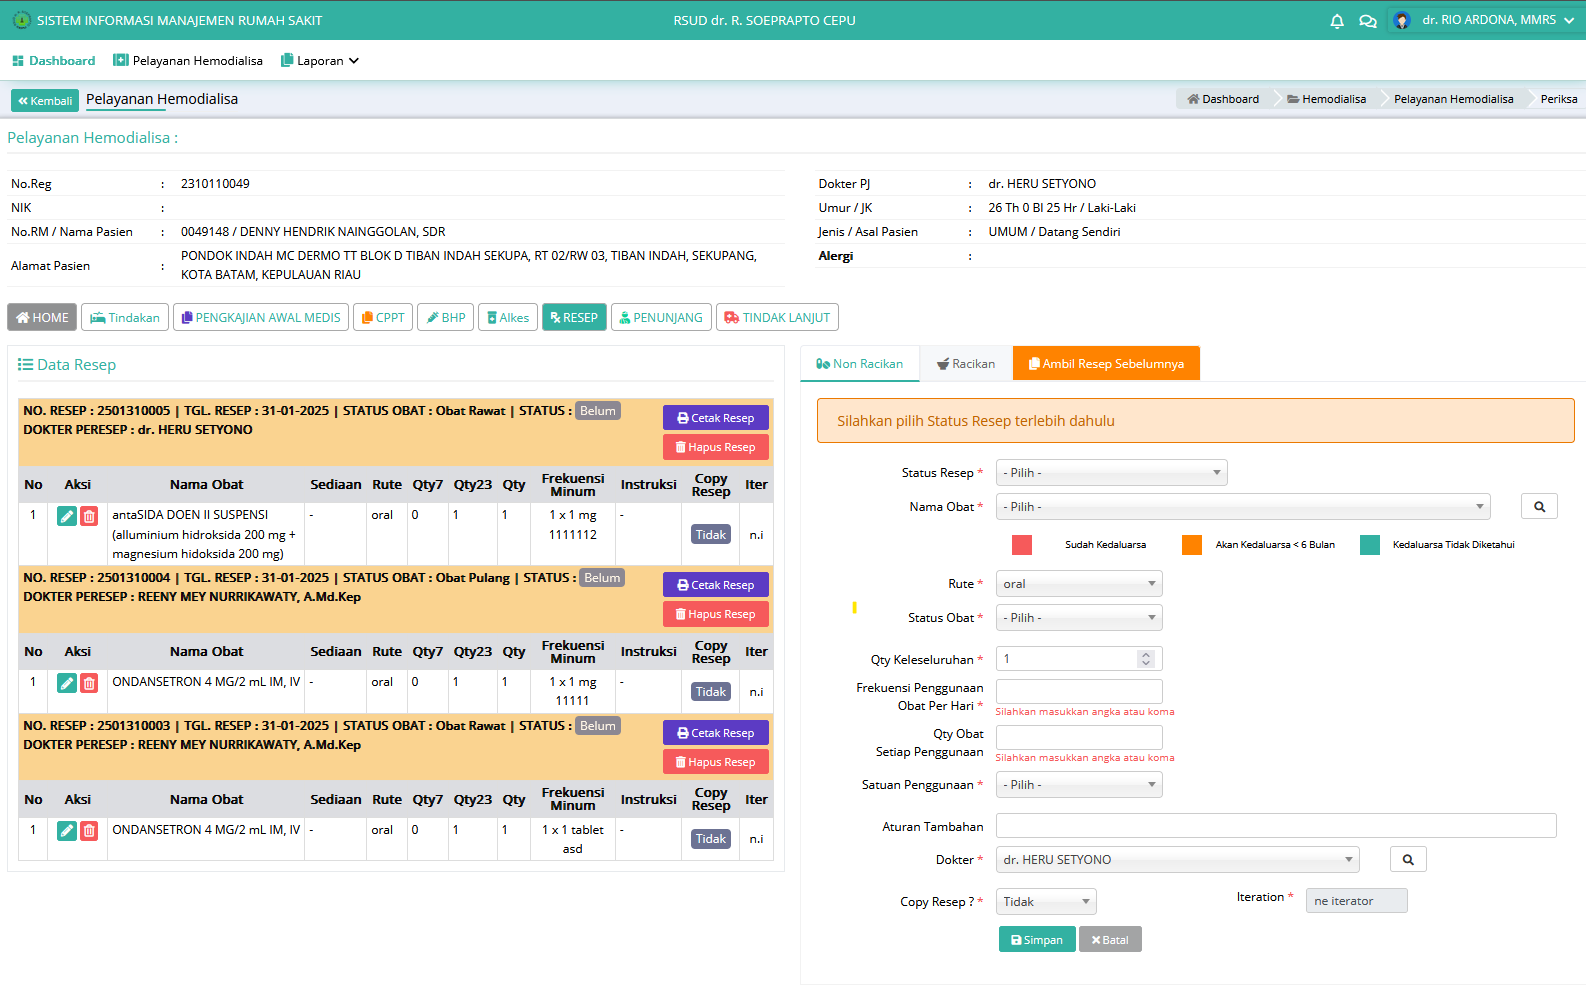 SISTEM INFORMASI MANAJEMEN RUMAH SAKIT
RSUD dr. R. SOEPRAPTO CEPU
dr. RIO ARDONA, MMRS
Dashboard
Pelayanan Hemodialisa
Laporan
Kembali
Pelayanan Hemodialisa
Dashboard
Hemodialisa
Pelayanan Hemodialisa
Periksa
Pelayanan Hemodialisa :
No.Reg : 2310110049
NIK :
No.RM / Nama Pasien : 0049148 / DENNY HENDRIK NAINGGOLAN, SDR
Alamat Pasien : PONDOK INDAH MC DERMO TT BLOK D TIBAN INDAH SEKUPA, RT 02/RW 03, TIBAN INDAH, SEKUPANG,
KOTA BATAM, KEPULAUAN RIAU
Dokter PJ : dr. HERU SETYONO
Umur / JK : 26 Th 0 Bl 25 Hr / Laki-Laki
Jenis / Asal Pasien : UMUM / Datang Sendiri
Alergi :
HOME
Tindakan
PENGKAJIAN AWAL MEDIS
CPPT
BHP
Alkes
RESEP
PENUNJANG
TINDAK LANJUT
Data Resep
NO. RESEP : 2501310005 | TGL. RESEP : 31-01-2025 | STATUS OBAT : Obat Rawat | STATUS : Belum
DOKTER PERESEP : dr. HERU SETYONO
Cetak Resep
Hapus Resep
No Aksi Nama Obat Sediaan Rute Qty7 Qty23 Qty Frekuensi Minum Instruksi Copy Resep Iter
1 antaSIDA DOEN II SUSPENSI - oral 0 1 1 1 x 1 mg -
(alluminium hidroksida 200 mg + 1111112 Tidak n.i
magnesium hidoksida 200 mg)
NO. RESEP : 2501310004 | TGL. RESEP : 31-01-2025 | STATUS OBAT : Obat Pulang | STATUS : Belum
DOKTER PERESEP : REENY MEY NURRIKAWATY, A.Md.Kep
Cetak Resep
Hapus Resep
No Aksi Nama Obat Sediaan Rute Qty7 Qty23 Qty Frekuensi Minum Instruksi Copy Resep Iter
1 ONDANSETRON 4 MG/2 mL IM, IV - oral 0 1 1 1 x 1 mg -
11111 Tidak n.i
NO. RESEP : 2501310003 | TGL. RESEP : 31-01-2025 | STATUS OBAT : Obat Rawat | STATUS : Belum
DOKTER PERESEP : REENY MEY NURRIKAWATY, A.Md.Kep
Cetak Resep
Hapus Resep
No Aksi Nama Obat Sediaan Rute Qty7 Qty23 Qty Frekuensi Minum Instruksi Copy Resep Iter
1 ONDANSETRON 4 MG/2 mL IM, IV - oral 0 1 1 1 x 1 tablet -
asd Tidak n.i
Non Racikan
Racikan
Ambil Resep Sebelumnya
Silahkan pilih Status Resep terlebih dahulu
Status Resep * - Pilih -
Nama Obat * - Pilih -
Sudah Kedaluarsa
Akan Kedaluarsa < 6 Bulan
Kedaluarsa Tidak Diketahui
Rute * oral
Status Obat * - Pilih -
Qty Keleseluruhan * 1
Frekuensi Penggunaan
Obat Per Hari *
Silahkan masukkan angka atau koma
Qty Obat
Setiap Penggunaan
Silahkan masukkan angka atau koma
Satuan Penggunaan * - Pilih -
Aturan Tambahan
Dokter * dr. HERU SETYONO
Copy Resep ? * Tidak
Iteration * ne iterator
Simpan
Batal